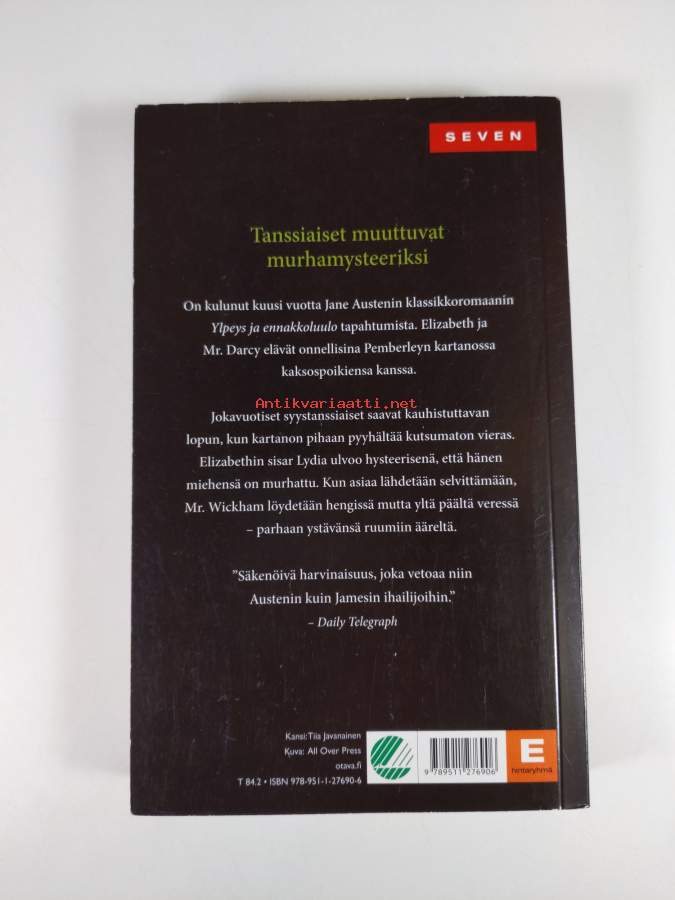 SEVEN
Tanssiaiset muuttuvat
murhamysteeriksi
On kulunut kuusi vuotta Jane Austenin klassikkoromaanin
Ylpeys ja ennakkoluulo tapahtumista. Elizabeth ja
Mr. Darcy elävät onnellisina Pemberleyn kartanossa
kaksospoikiensa kanssa.
Antikvariaatti.net
Jokavuotiset syystanssiaiset saavat kauhistuttavan
lopun, kun kartanon pihaan pyyhältää kutsumaton vieras.
Elizabethin sisar Lydia ulvoo hysteerisenä, että hänen
miehensä on murhattu. Kun asiaa lähdetään selvittämään,
Mr. Wickham löydetään hengissä mutta yltä päältä veressä
– parhaan ystävänsä ruumiin ääreltä.
”Säkenöivä harvinaisuus, joka vetoaa niin
Austenin kuin Jamesin ihailijoihin.”
– Daily Telegraph
Kansi: Tiia Javanainen
Kuva: All Over Press
otava.fi
T 84.2 • ISBN 978-951-1-27690-6
9 789511 276906
E
hintaryhmä